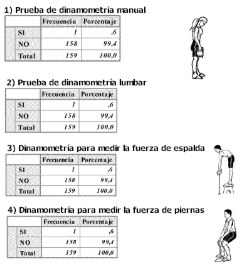 1) Prueba de dinamometría manual
Frecuencia Porcentaje
SI 1 ,6
NO 158 99,4
Total 159 100,0
2) Prueba de dinamometría lumbar
Frecuencia Porcentaje
SI 1 ,6
NO 158 99,4
Total 159 100,0
3) Dinamometría para medir la fuerza de espalda
Frecuencia Porcentaje
SI 1 ,6
NO 158 99,4
Total 159 100,0
4) Dinamometría para medir la fuerza de piernas
Frecuencia Porcentaje
SI 1 ,6
NO 158 99,4
Total 159 100,0